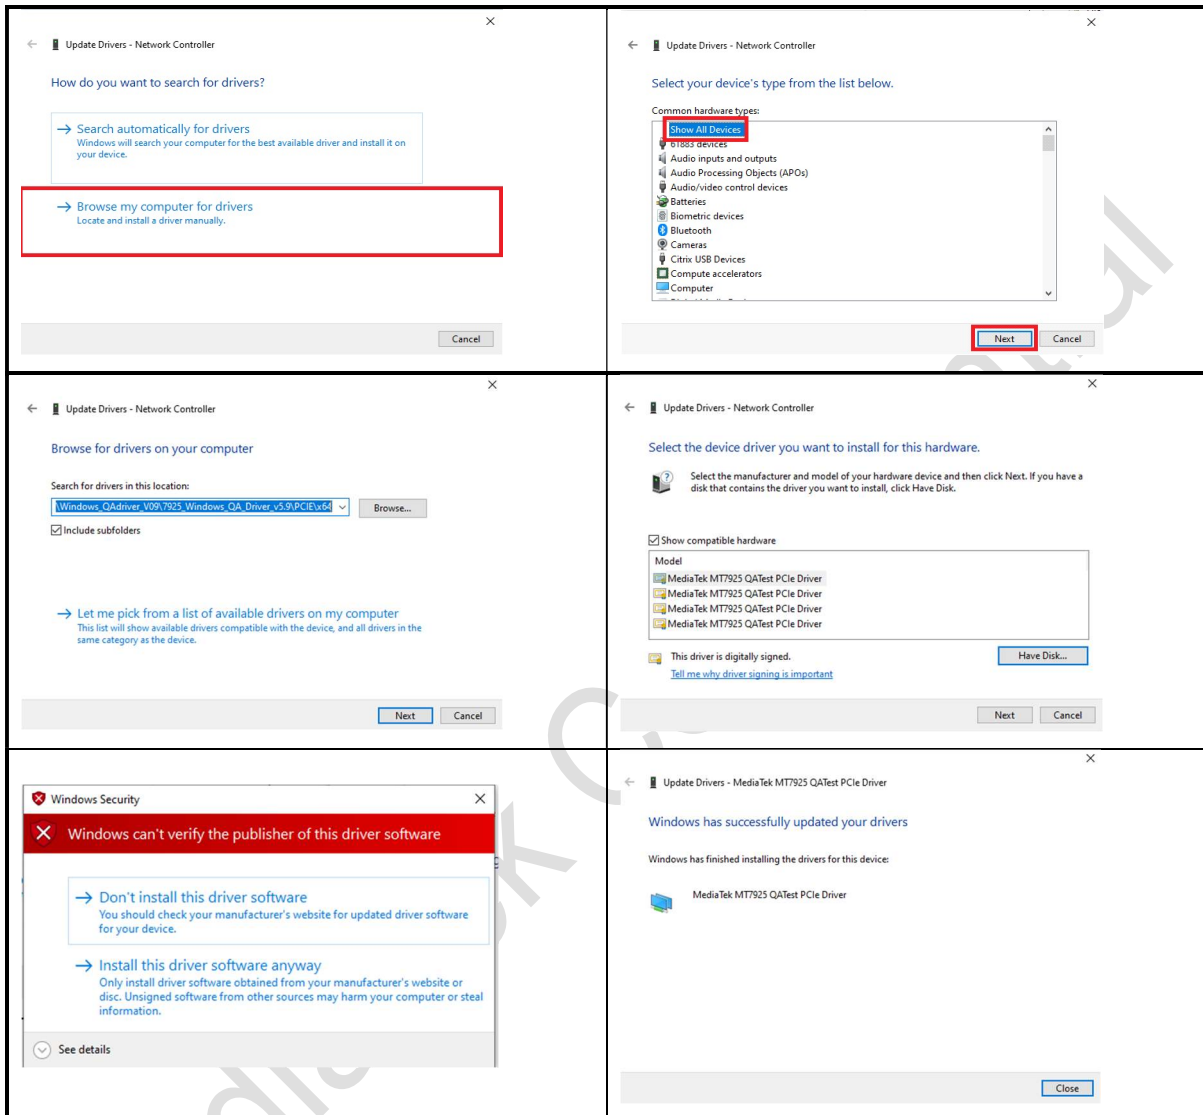 Update Drivers - Network Controller
How do you want to search for drivers?
Search automatically for drivers
Windows will search your computer for the best available driver and install it on
your device.
Browse my computer for drivers
Locate and install a driver manually.
Cancel
Update Drivers - Network Controller
Select your device's type from the list below.
Common hardware types:
Show All Devices
61883 devices
Audio inputs and outputs
Audio Processing Objects (APOs)
Audio/video control devices
Batteries
Biometric devices
Bluetooth
Cameras
Citrix USB Devices
Compute accelerators
Computer
Next
Cancel
Update Drivers - Network Controller
Browse for drivers on your computer
Search for drivers in this location:
\Windows_QAdriver_V09\7925_Windows_QA_Driver_v5.9\PCIE\x64
Browse...
Include subfolders
Let me pick from a list of available drivers on my computer
This list will show available drivers compatible with the device, and all drivers in the
same category as the device.
Next
Cancel
Update Drivers - Network Controller
Select the device driver you want to install for this hardware.
Select the manufacturer and model of your hardware device and then click Next. If you have a
disk that contains the driver you want to install, click Have Disk.
Show compatible hardware
Model
MediaTek MT7925 QATest PCIe Driver
MediaTek MT7925 QATest PCIe Driver
MediaTek MT7925 QATest PCIe Driver
MediaTek MT7925 QATest PCIe Driver
This driver is digitally signed.
Have Disk...
Tell me why driver signing is important
Next
Cancel
Windows Security
Windows can't verify the publisher of this driver software
Don't install this driver software
You should check your manufacturer's website for updated driver software
for your device.
Install this driver software anyway
Only install driver software obtained from your manufacturer's website or
disc. Unsigned software from other sources may harm your computer or steal
information.
See details
Update Drivers - MediaTek MT7925 QATest PCIe Driver
Windows has successfully updated your drivers
Windows has finished installing the drivers for this device:
MediaTek MT7925 QATest PCIe Driver
Close